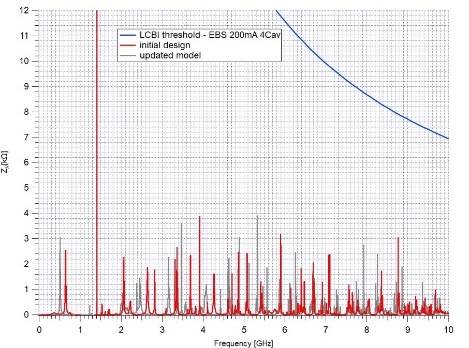 12
11
10
9
8
7
6
5
4
3
2
1
0
Z∥[kΩ]
LCBI threshold - EBS 200mA 4Cav
initial design
updated model
0 1 2 3 4 5 6 7 8 9 10
Frequency [GHz]